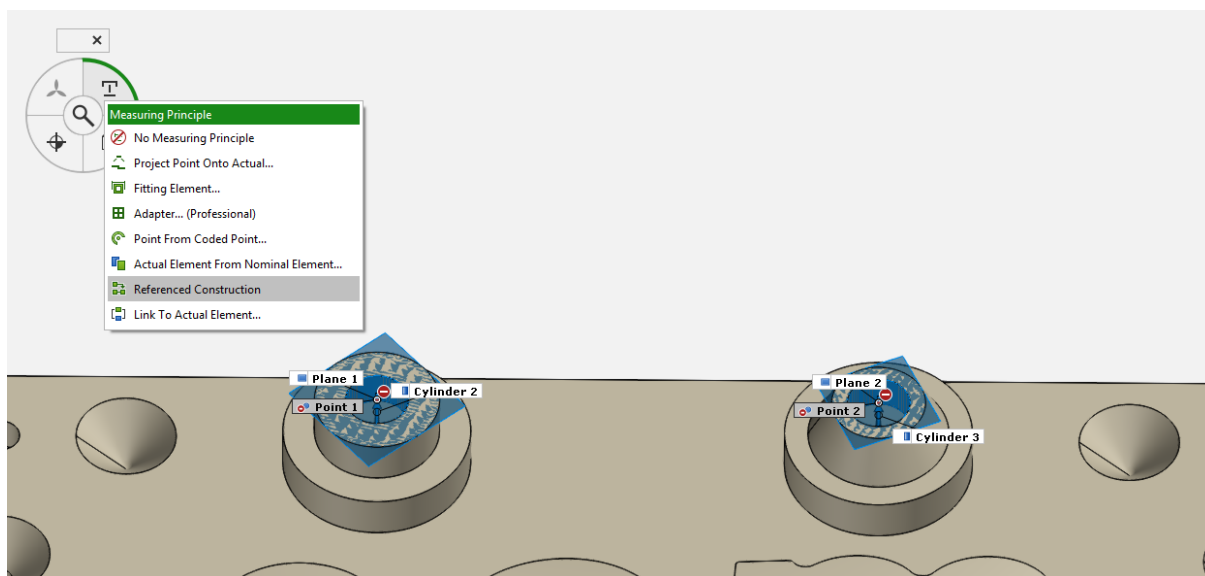 Measuring Principle
No Measuring Principle
Project Point Onto Actual...
Fitting Element...
Adapter... (Professional)
Point From Coded Point...
Actual Element From Nominal Element...
Referenced Construction
Link To Actual Element...
Plane 1
Cylinder 2
Point 1
Plane 2
Point 2
Cylinder 3